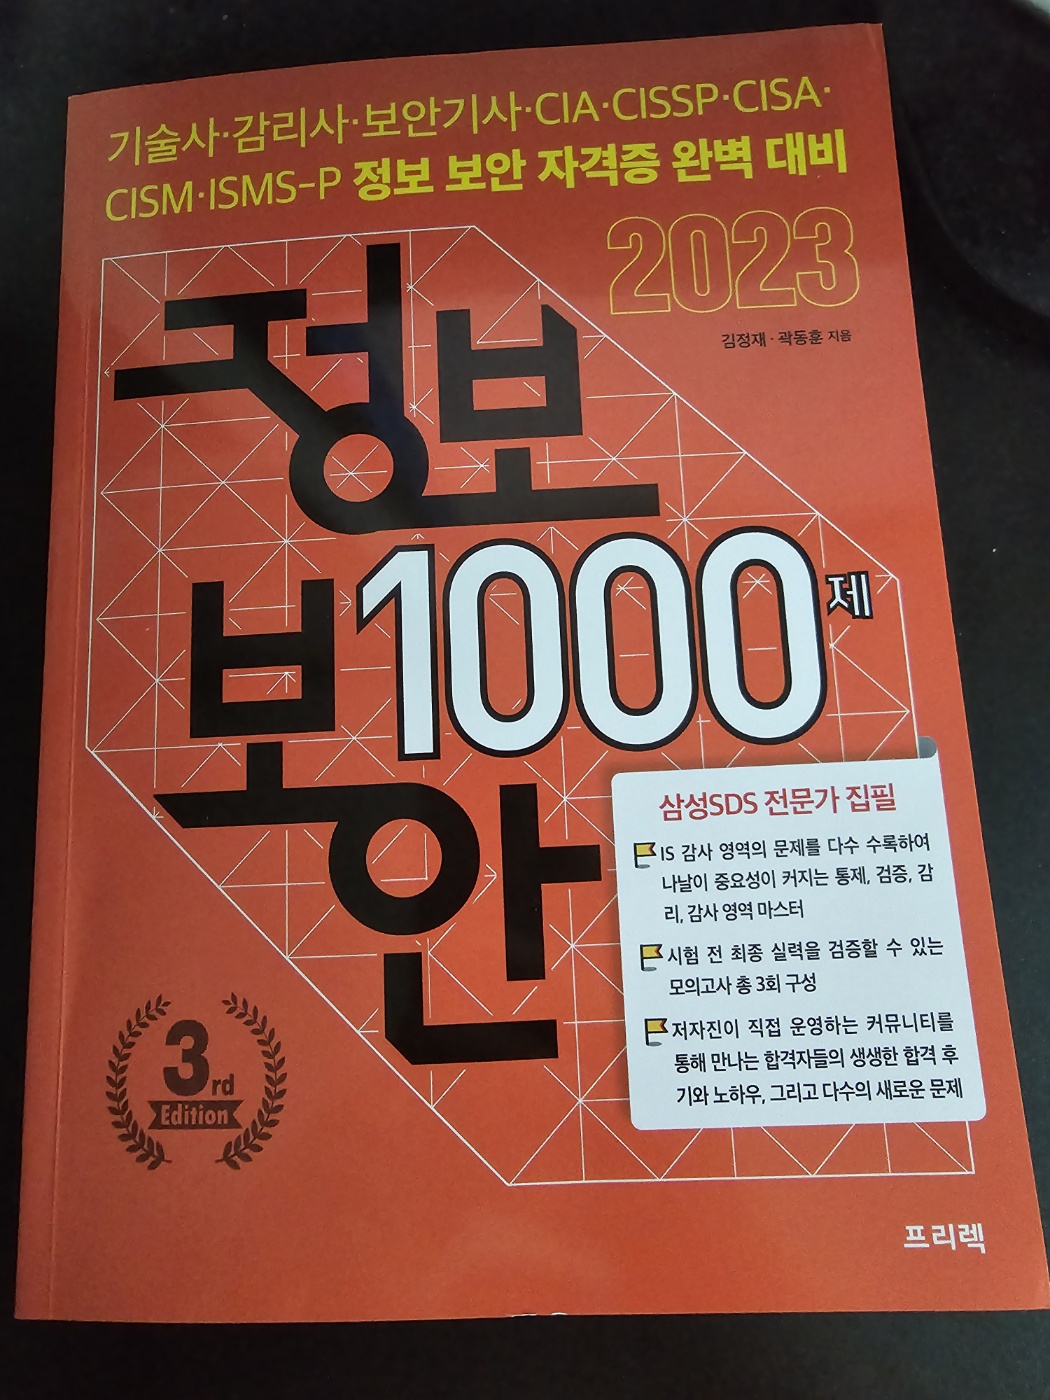 기술사·감리사·보안기사·CIA·CISSP·CISA·
CISM·ISMS-P 정보 보안 자격증 완벽 대비
2023
김정재·곽동훈 지음
정보
보안
1000제
삼성SDS 전문가 집필
IS 감사 영역의 문제를 다수 수록하여
나날이 중요성이 커지는 통제, 검증, 감
리, 감사 영역 마스터
시험 전 최종 실력을 검증할 수 있는
모의고사 총 3회 구성
저자진이 직접 운영하는 커뮤니티를
통해 만나는 합격자들의 생생한 합격 후
기와 노하우, 그리고 다수의 새로운 문제
3rd
Edition
프리렉